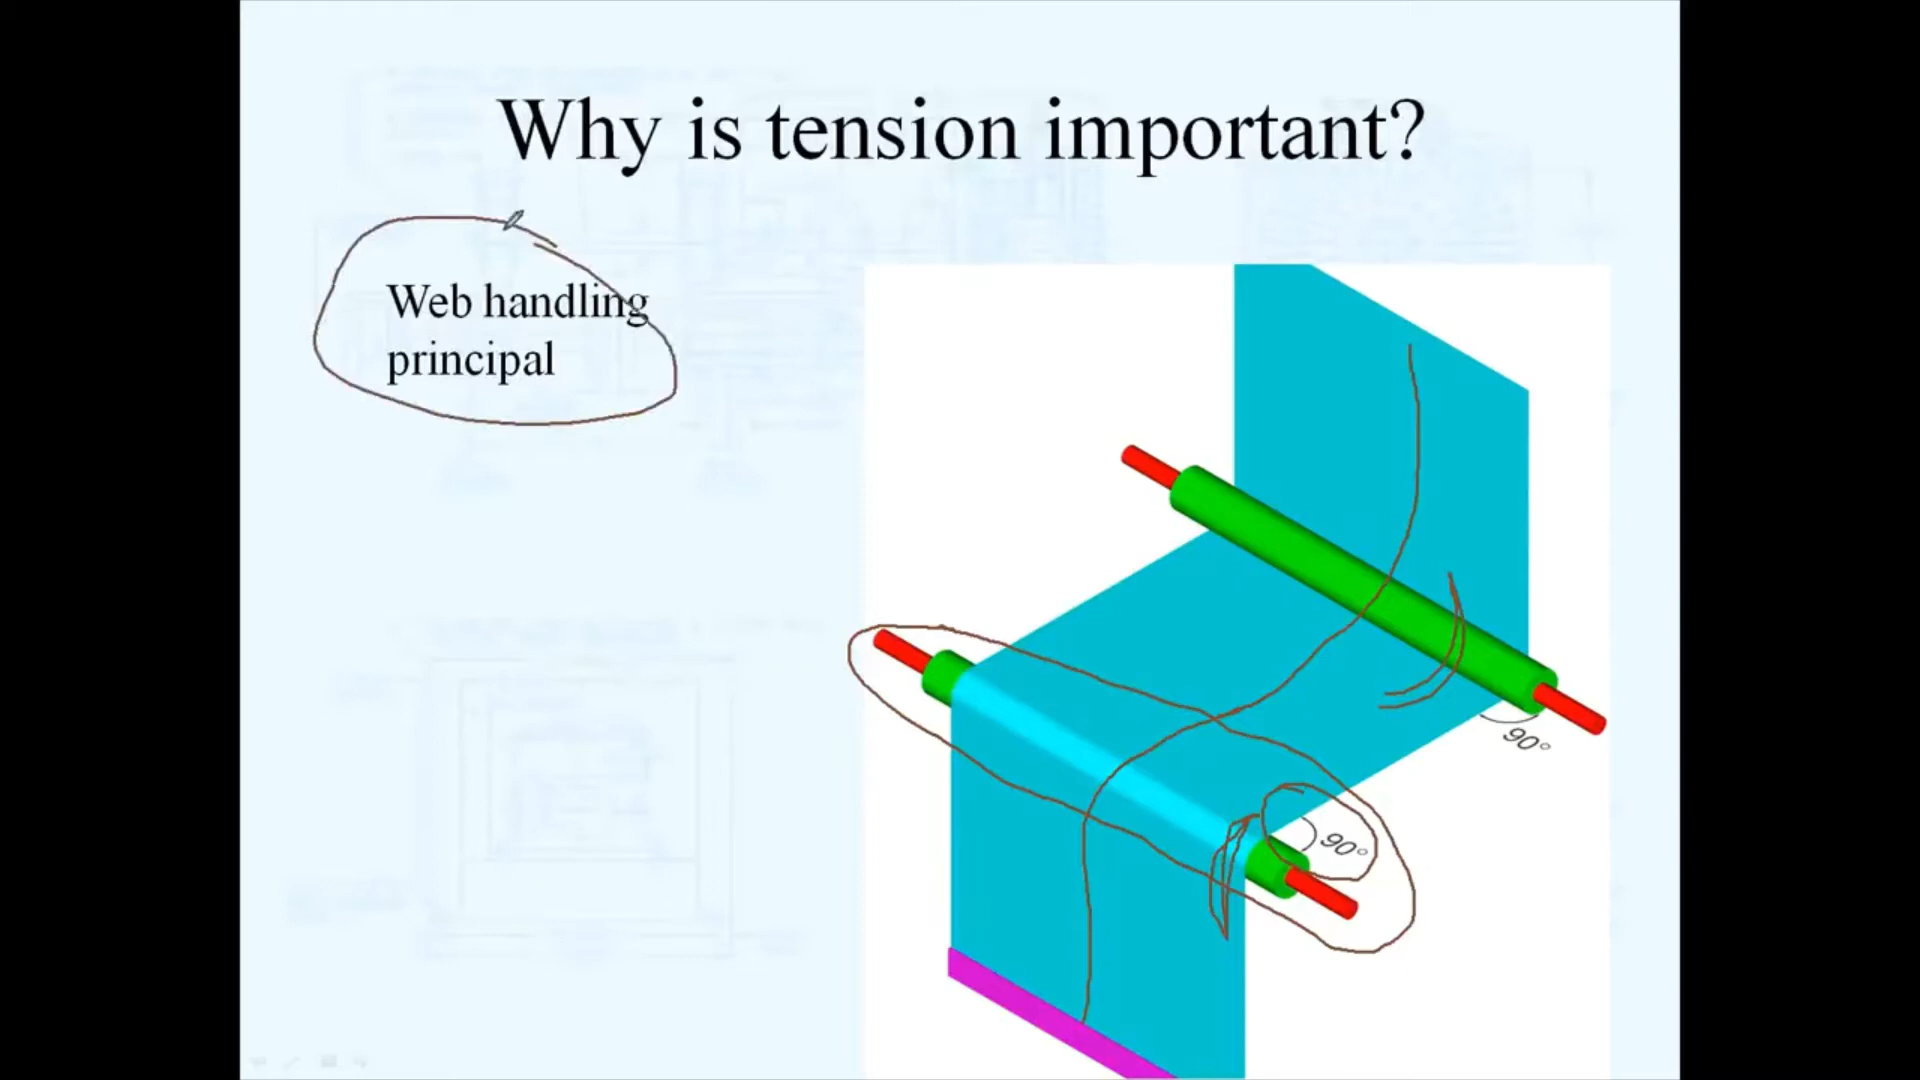 Why is tension important?
Web handling
principal
90°
90°